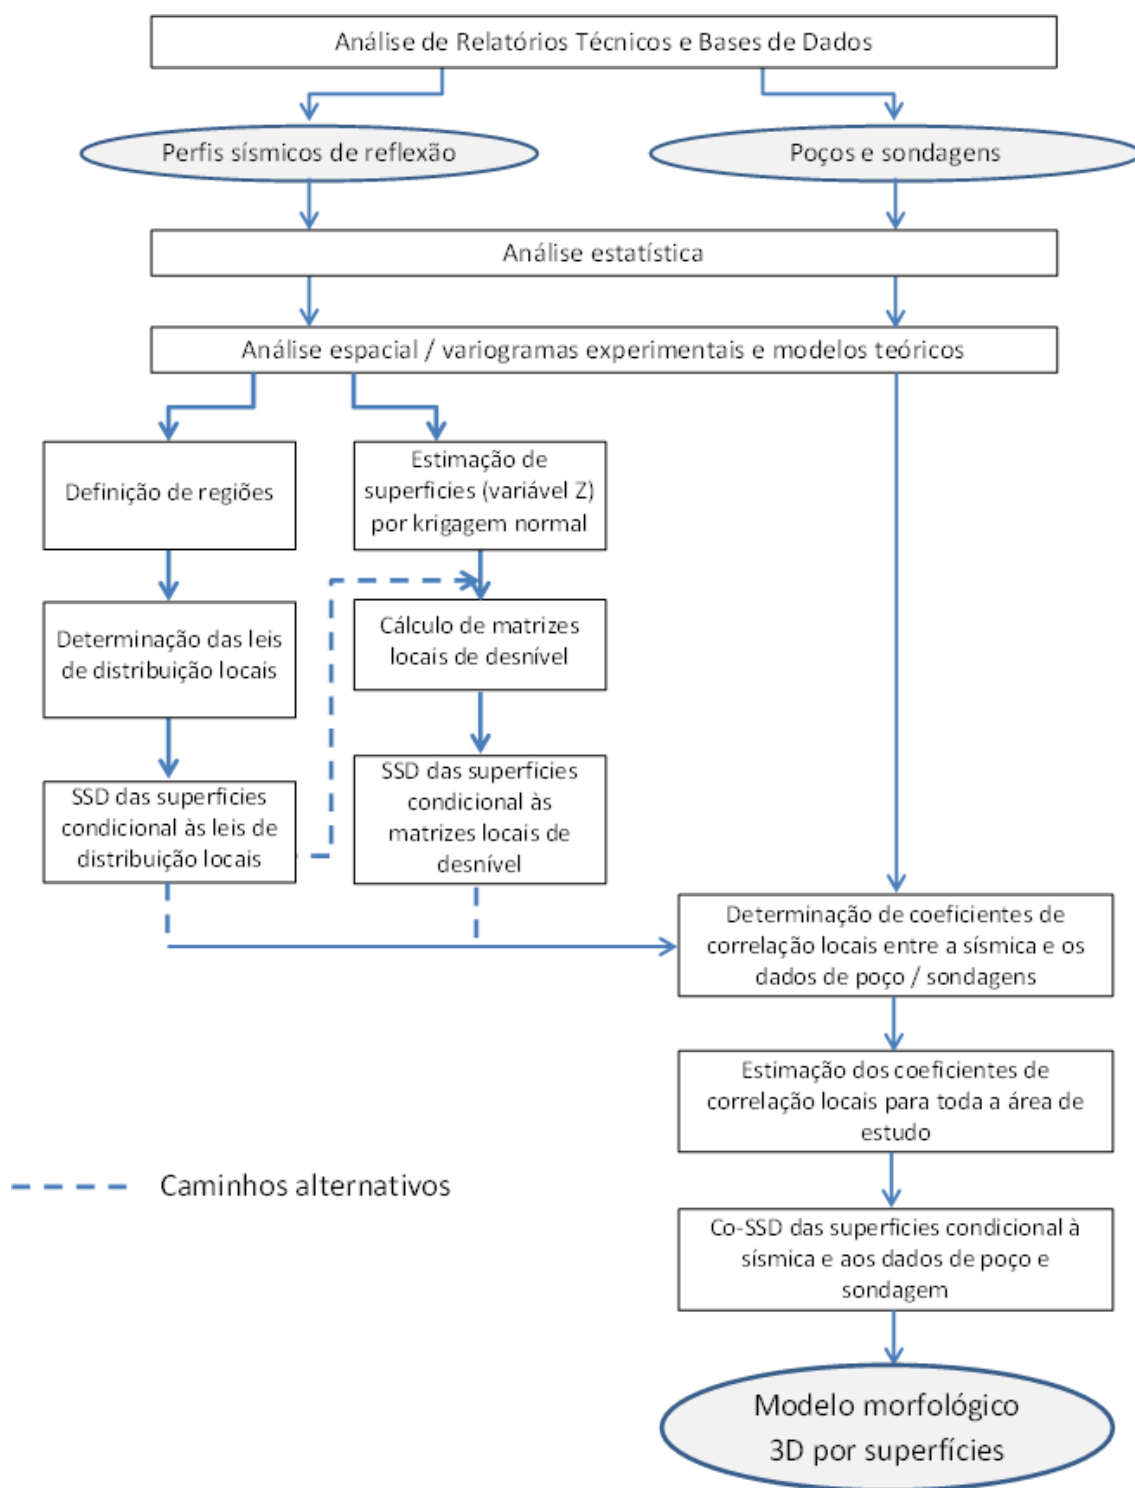 Análise de Relatórios Técnicos e Bases de Dados
Perfis sísmicos de reflexão
Poços e sondagens
Análise estatística
Análise espacial / variogramas experimentais e modelos teóricos
Definição de regiões
Estimação de
superficies (variável Z)
por krigagem normal
Determinação das leis
de distribuição locais
Cálculo de matrizes
locais de desnível
SSD das superficies
condicional às leis de
distribuição locais
SSD das superficies
condicional às
matrizes locais de
desnível
Determinação de coeficientes de
correlação locais entre a sísmica e os
dados de poço / sondagens
Estimação dos coeficientes de
correlação locais para toda a área de
estudo
Caminhos alternativos
Co-SSD das superficies condicional à
sísmica e aos dados de poço e
sondagem
Modelo morfológico
3D por superfícies